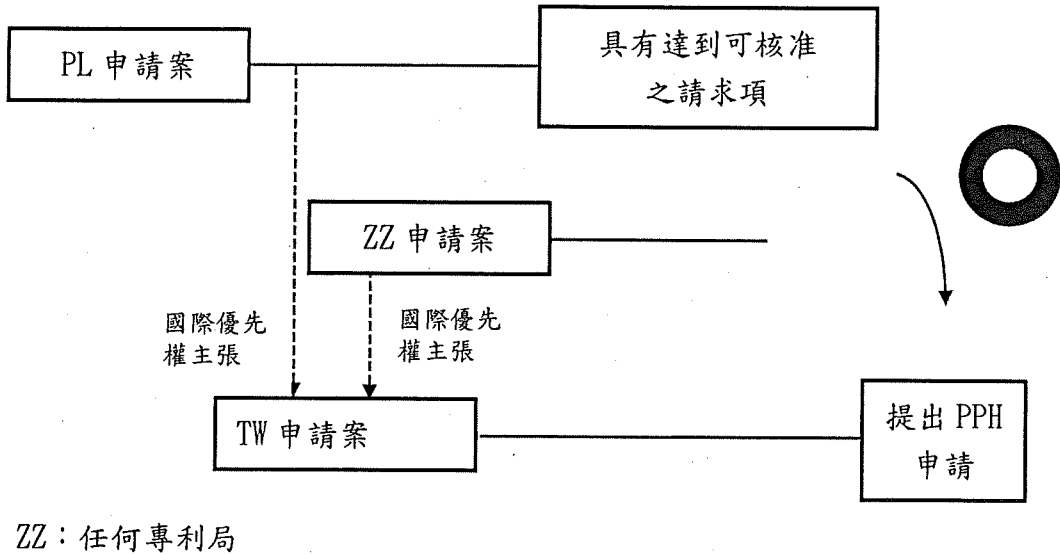 PL 申請案
具有達到可核准
之請求項
ZZ 申請案
國際優先
權主張
國際優先
權主張
TW 申請案
提出 PPH
申請
ZZ：任何專利局